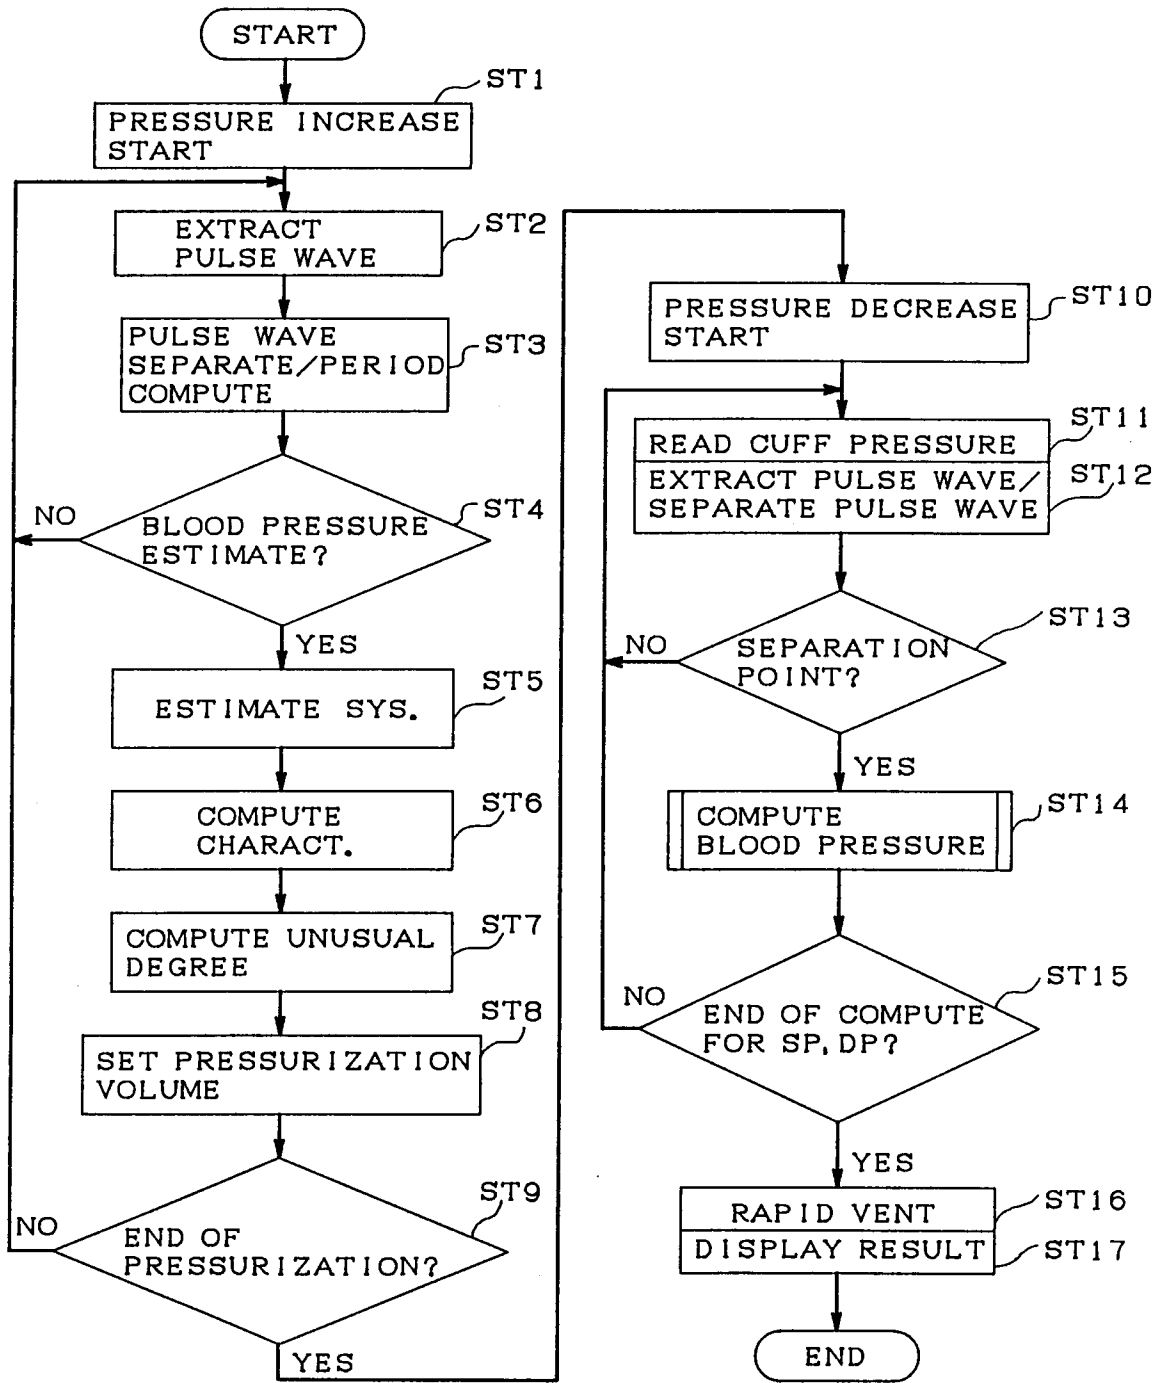 START
ST1
PRESSURE INCREASE
START
ST2
EXTRACT
PULSE WAVE
ST3
PULSE WAVE
SEPARATE/PERIOD
COMPUTE
ST4
NO
BLOOD PRESSURE
ESTIMATE?
YES
ST5
ESTIMATE SYS.
ST6
COMPUTE
CHARACT.
ST7
COMPUTE UNUSUAL
DEGREE
ST8
SET PRESSURIZATION
VOLUME
ST9
NO
END OF
PRESSURIZATION?
YES
ST10
PRESSURE DECREASE
START
ST11
READ CUFF PRESSURE
ST12
EXTRACT PULSE WAVE/
SEPARATE PULSE WAVE
ST13
NO
SEPARATION
POINT?
YES
ST14
COMPUTE
BLOOD PRESSURE
ST15
NO
END OF COMPUTE
FOR SP, DP?
YES
ST16
RAPID VENT
DISPLAY RESULT
ST17
END